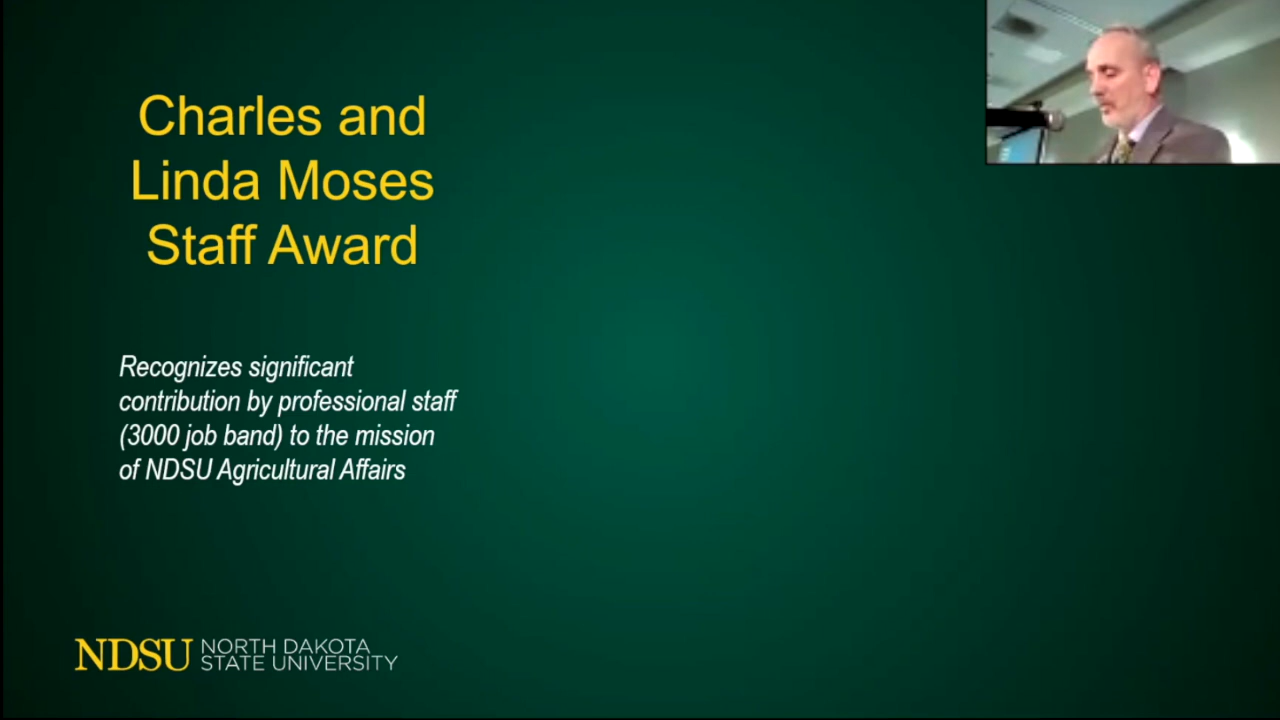 Charles and
Linda Moses
Staff Award
Recognizes significant
contribution by professional staff
(3000 job band) to the mission
of NDSU Agricultural Affairs
NDSU NORTH DAKOTA
STATE UNIVERSITY